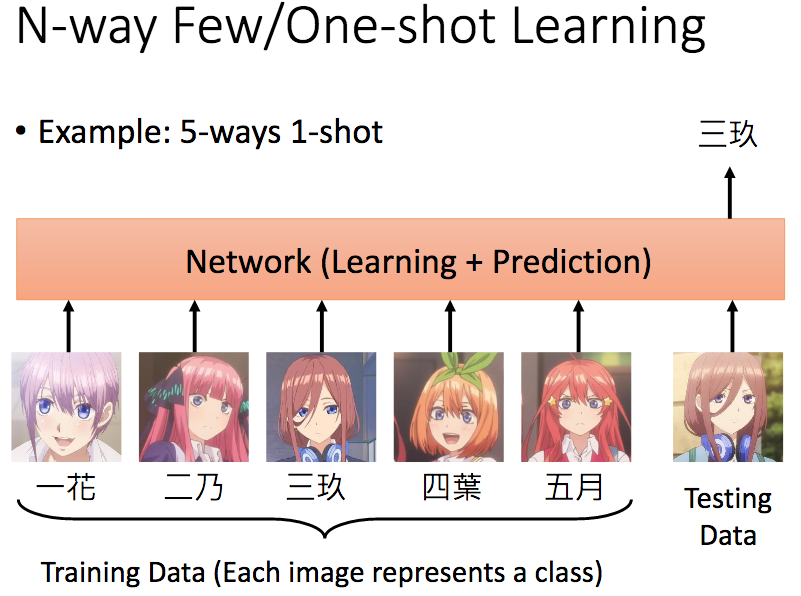 N-way Few/One-shot Learning
• Example: 5-ways 1-shot
三玖
Network (Learning + Prediction)
一花
二乃
三玖
四葉
五月
Testing
Data
Training Data (Each image represents a class)